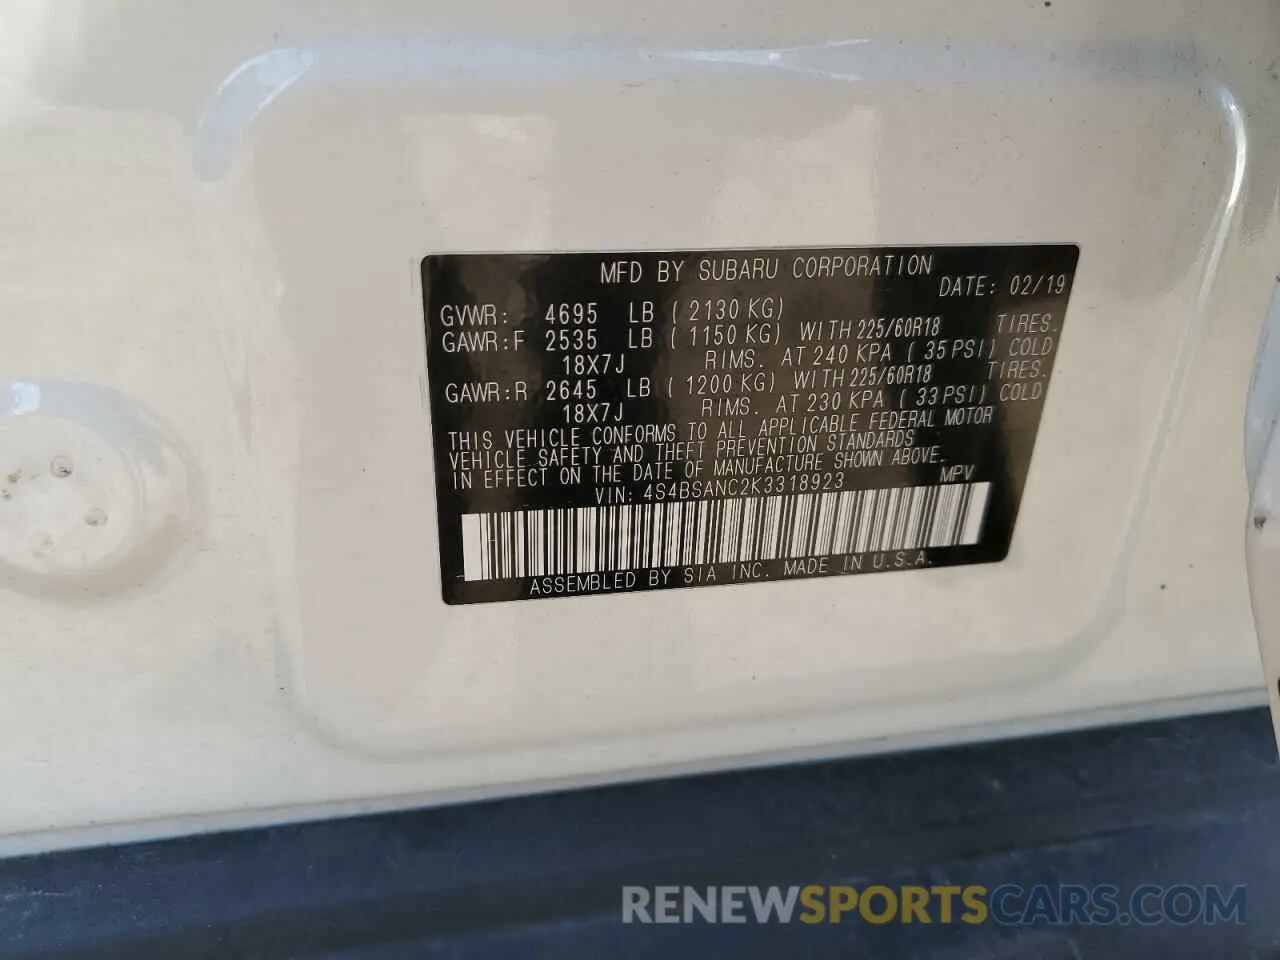 MFD BY SUBARU CORPORATION
DATE: 02/19
GVWR: 4695 LB ( 2130 KG)
GAWR:F 2535 LB ( 1150 KG) WITH 225/60R18 TIRES.
18X7J RIMS. AT 240 KPA ( 35 PSI) COLD
GAWR:R 2645 LB ( 1200 KG) WITH 225/60R18 TIRES.
18X7J RIMS. AT 230 KPA ( 33 PSI) COLD
THIS VEHICLE CONFORMS TO ALL APPLICABLE FEDERAL MOTOR
VEHICLE SAFETY AND THEFT PREVENTION STANDARDS
IN EFFECT ON THE DATE OF MANUFACTURE SHOWN ABOVE.
VIN: 4S4BSANC2K3318923 MPV
ASSEMBLED BY SIA INC. MADE IN U.S.A.
RENEWSPORTSCARS.COM